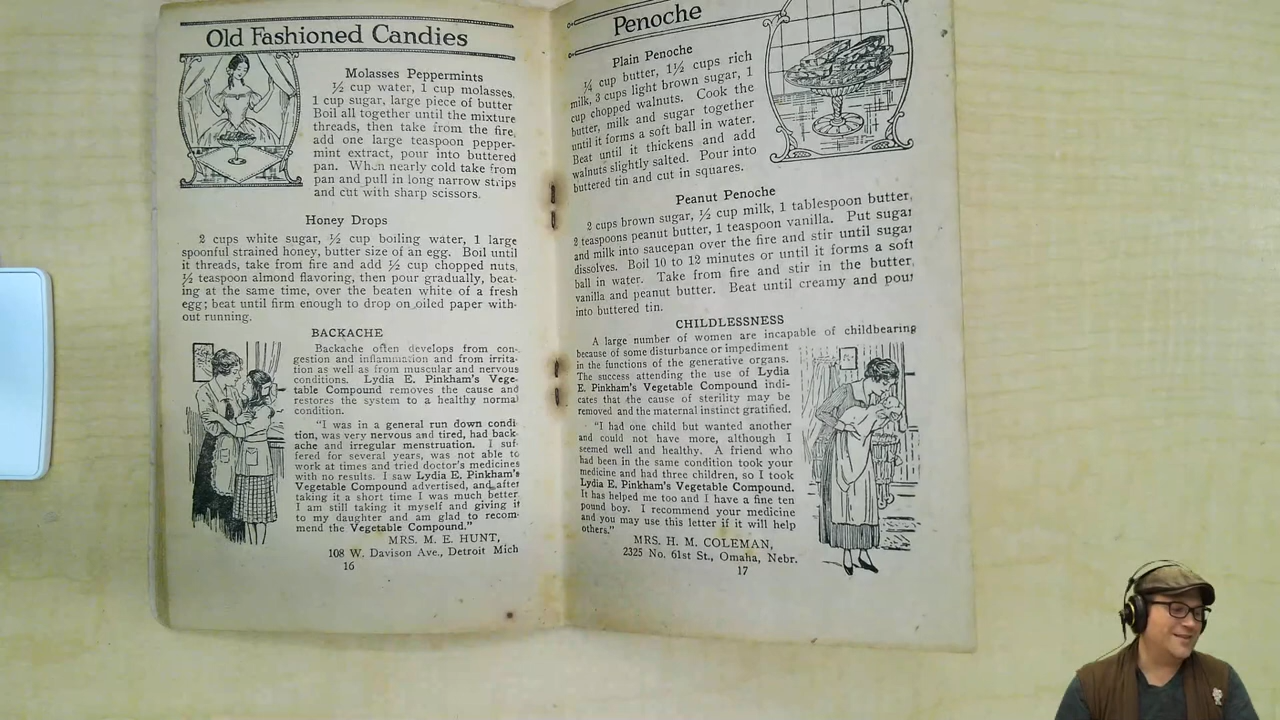 Old Fashioned Candies
Molasses Peppermints
½ cup water, 1 cup molasses,
1 cup sugar, large piece of butter
Boil all together until the mixture
threads, then take from the fire,
add one large teaspoon pepper-
mint extract, pour into buttered
pan. When nearly cold take from
pan and pull in long narrow strips
and cut with sharp scissors.
Honey Drops
2 cups white sugar, ½ cup boiling water, 1 large
spoonful strained honey, butter size of an egg. Boil until
it threads, take from fire and add ½ cup chopped nuts,
½ teaspoon almond flavoring, then pour gradually, beat-
ing at the same time, over the beaten white of a fresh
egg; beat until firm enough to drop on oiled paper with-
out running.
BACKACHE
Backache often develops from con-
gestion and inflammation and from irrita-
tion as well as from muscular and nervous
conditions. Lydia E. Pinkham's Vege-
table Compound removes the cause and
restores the system to a healthy normal
condition.
"I was in a general run down condi
tion, was very nervous and tired, had back-
ache and irregular menstruation. I suf-
fered for several years, was not able to
work at times and tried doctor's medicines
with no results. I saw Lydia E. Pinkham's
Vegetable Compound advertised, and after
taking it a short time I was much better.
I am still taking it myself and giving it
to my daughter and am glad to recom-
mend the Vegetable Compound."
MRS. M. E. HUNT,
108 W. Davison Ave., Detroit Mich
16
Penoche
Plain Penoche
¼ cup butter, 1½ cups rich
milk, 3 cups light brown sugar, 1
cup chopped walnuts. Cook the
butter, milk and sugar together
until it forms a soft ball in water.
Beat until it thickens and add
walnuts slightly salted. Pour into
buttered tin and cut in squares.
Peanut Penoche
2 cups brown sugar, ½ cup milk, 1 tablespoon butter,
2 teaspoons peanut butter, 1 teaspoon vanilla. Put sugar
and milk into saucepan over the fire and stir until sugar
dissolves. Boil 10 to 12 minutes or until it forms a soft
ball in water. Take from fire and stir in the butter,
vanilla and peanut butter. Beat until creamy and pour
into buttered tin.
CHILDLESSNESS
A large number of women are incapable of childbearing
because of some disturbance or impediment
in the functions of the generative organs.
The success attending the use of Lydia
E. Pinkham's Vegetable Compound indi-
cates that the cause of sterility may be
removed and the maternal instinct gratified.
"I had one child but wanted another
and could not have more, although I
seemed well and healthy. A friend who
had been in the same condition took your
medicine and had three children, so I took
Lydia E. Pinkham's Vegetable Compound.
It has helped me too and I have a fine ten
pound boy. I recommend your medicine
and you may use this letter if it will help
others."
MRS. H. M. COLEMAN,
2325 No. 61st St., Omaha, Nebr.
17